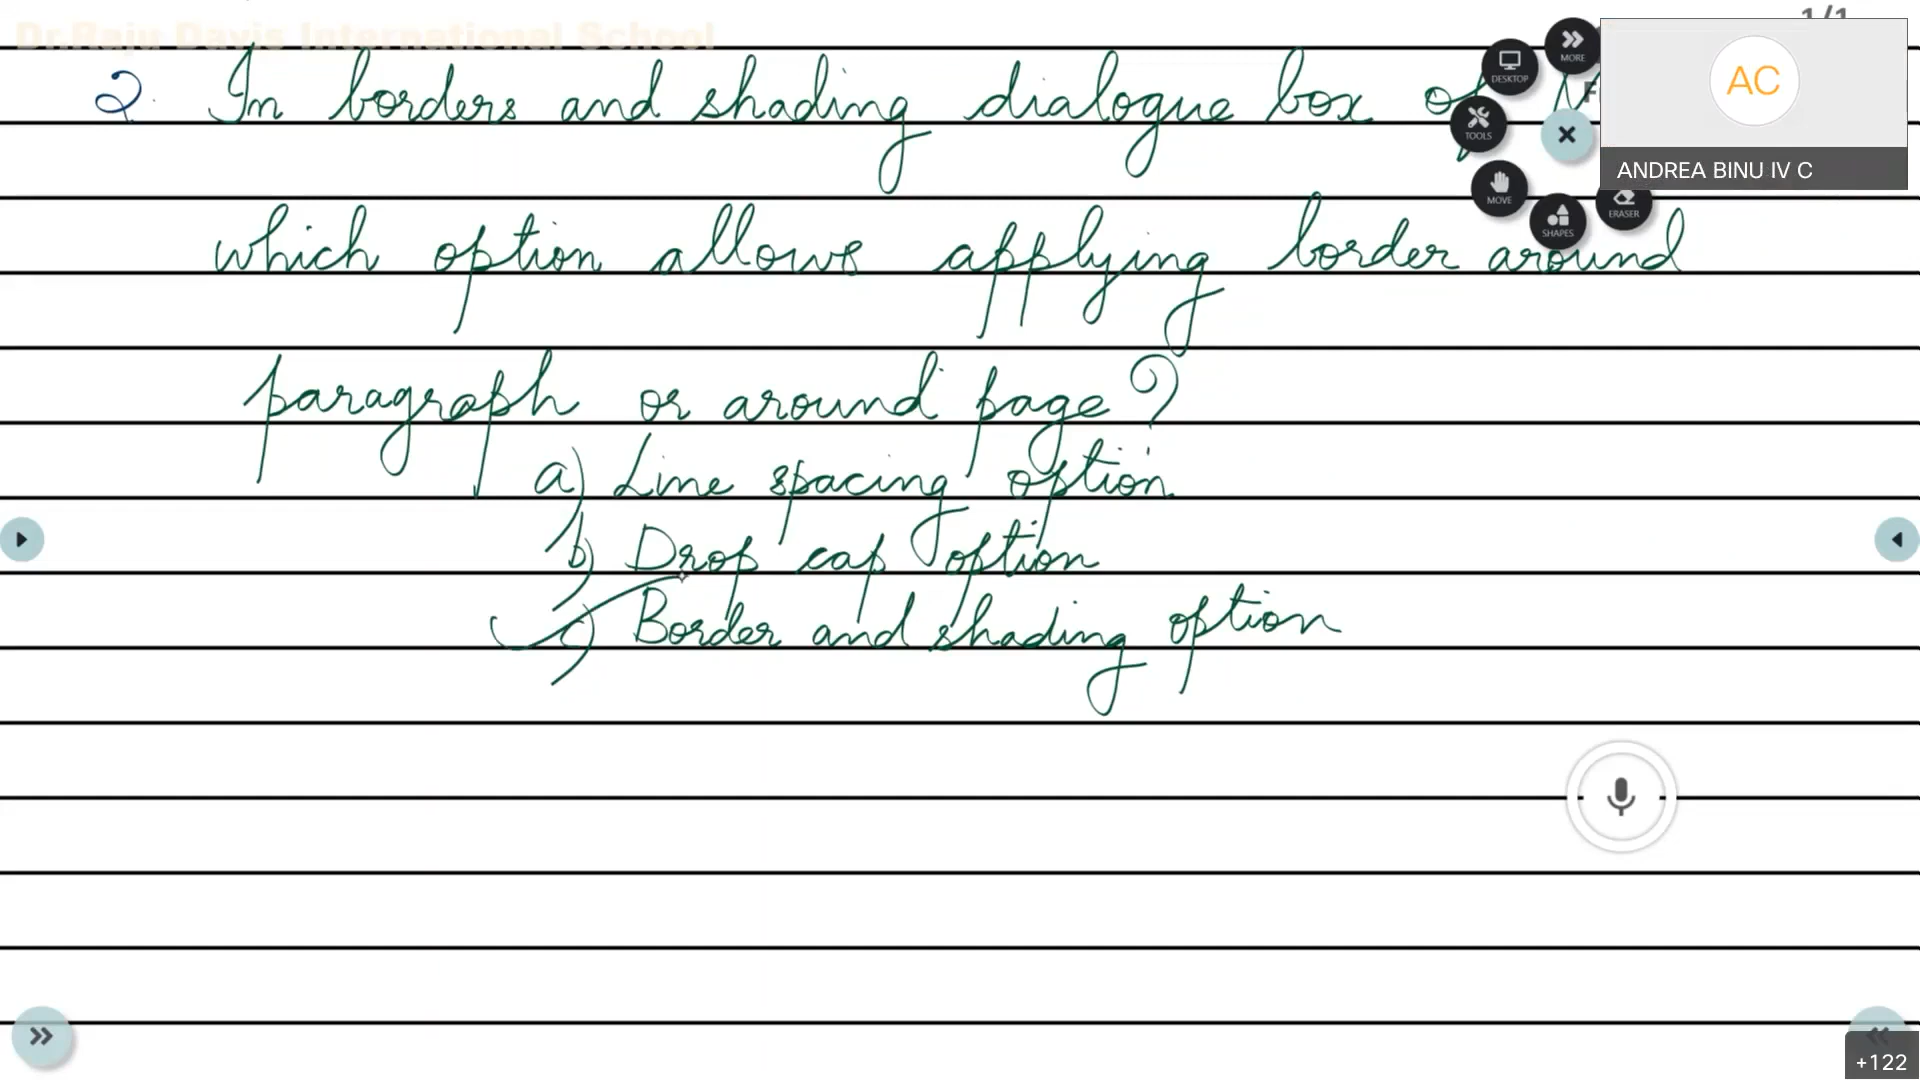 Dr.Raju Davis International School
1/1
2. In borders and shading dialogue box of
which option allows applying border around
paragraph or around page?
a) Line spacing option
b) Drop cap option
c) Border and shading option
MORE
DESKTOP
TOOLS
MOVE
SHAPES
ERASER
AC
ANDREA BINU IV C
+122